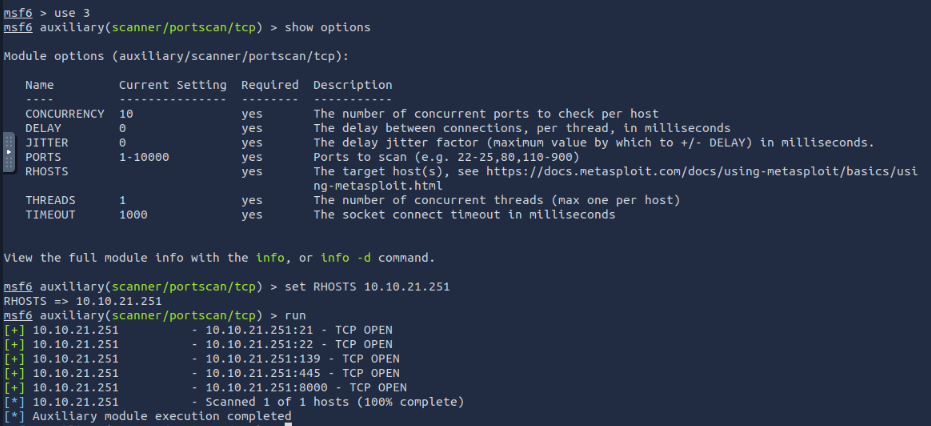 msf6 > use 3
msf6 auxiliary(scanner/portscan/tcp) > show options
Module options (auxiliary/scanner/portscan/tcp):
Name         Current Setting  Required  Description
----         ---------------  --------  -----------
CONCURRENCY  10               yes       The number of concurrent ports to check per host
DELAY        0                yes       The delay between connections, per thread, in milliseconds
JITTER       0                yes       The delay jitter factor (maximum value by which to +/- DELAY) in milliseconds.
PORTS        1-10000          yes       Ports to scan (e.g. 22-25,80,110-900)
RHOSTS                        yes       The target host(s), see https://docs.metasploit.com/docs/using-metasploit/basics/usi
ng-metasploit.html
THREADS      1                yes       The number of concurrent threads (max one per host)
TIMEOUT      1000             yes       The socket connect timeout in milliseconds
View the full module info with the info, or info -d command.
msf6 auxiliary(scanner/portscan/tcp) > set RHOSTS 10.10.21.251
RHOSTS => 10.10.21.251
msf6 auxiliary(scanner/portscan/tcp) > run
[+] 10.10.21.251          - 10.10.21.251:21 - TCP OPEN
[+] 10.10.21.251          - 10.10.21.251:22 - TCP OPEN
[+] 10.10.21.251          - 10.10.21.251:139 - TCP OPEN
[+] 10.10.21.251          - 10.10.21.251:445 - TCP OPEN
[+] 10.10.21.251          - 10.10.21.251:8000 - TCP OPEN
[*] 10.10.21.251          - Scanned 1 of 1 hosts (100% complete)
[*] Auxiliary module execution completed